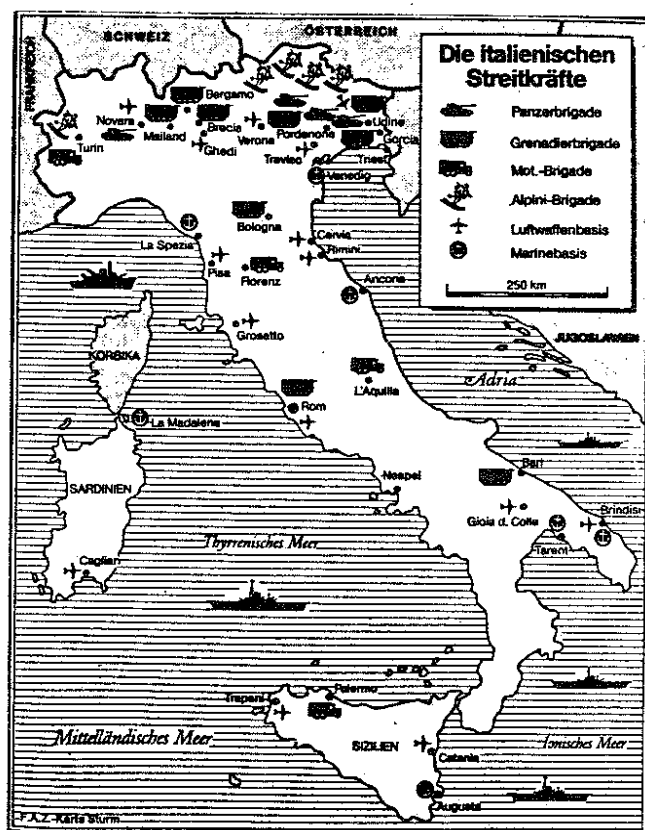 SCHWEIZ
ÖSTERREICH
FRANKREICH
Die italienischen
Streitkräfte
Panzerbrigade
Grenadierbrigade
Mot.-Brigade
Alpini-Brigade
Luftwaffenbasis
Marinebasis
250 km
Bergamo
Novara
Mailand
Brecia
Ghedi
Verona
Pordenone
Udine
Gorcia
Turin
Traviso
Triest
Venedig
Bologna
La Spezia
Cervia
Rimini
Pisa
Florenz
Ancona
Grosetto
JUGOSLAWIEN
KORSIKA
Adria
L'Aquilla
Rom
La Madalena
SARDINIEN
Neapel
Bari
Gioia d. Colle
Brindisi
Tarent
Thyrrenisches Meer
Cagliari
Trapani
Palermo
Mittelländisches Meer
SIZILIEN
Ionisches Meer
Catania
Augusta
F.A.Z.-Karte Sturm